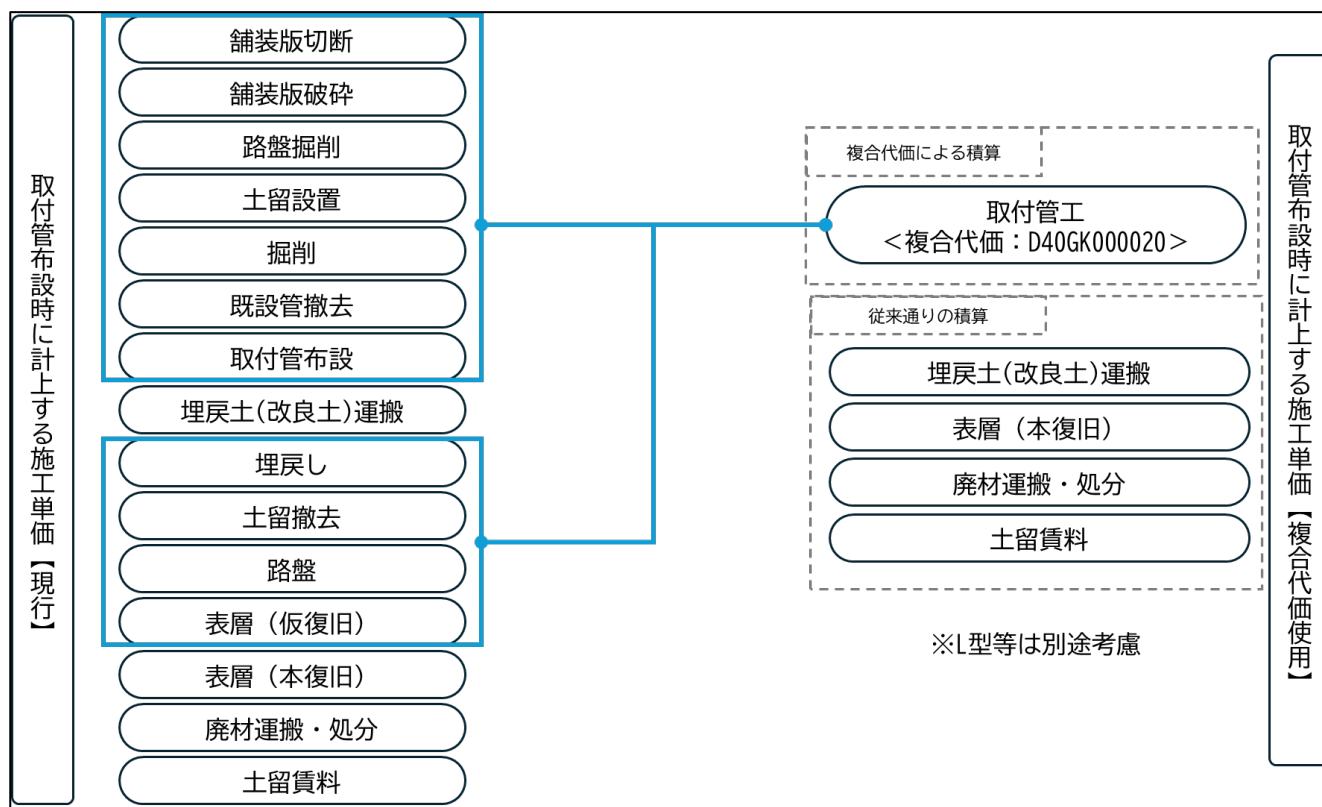 取付管布設時に計上する施工単価【現行】
舗装版切断
舗装版破砕
路盤掘削
土留設置
掘削
既設管撤去
取付管布設
埋戻土(改良土)運搬
埋戻し
土留撤去
路盤
表層（仮復旧）
表層（本復旧）
廃材運搬・処分
土留賃料
複合代価による積算
取付管工
＜複合代価：D40GK000020＞
従来通りの積算
埋戻土(改良土)運搬
表層（本復旧）
廃材運搬・処分
土留賃料
※L型等は別途考慮
取付管布設時に計上する施工単価【複合代価使用】